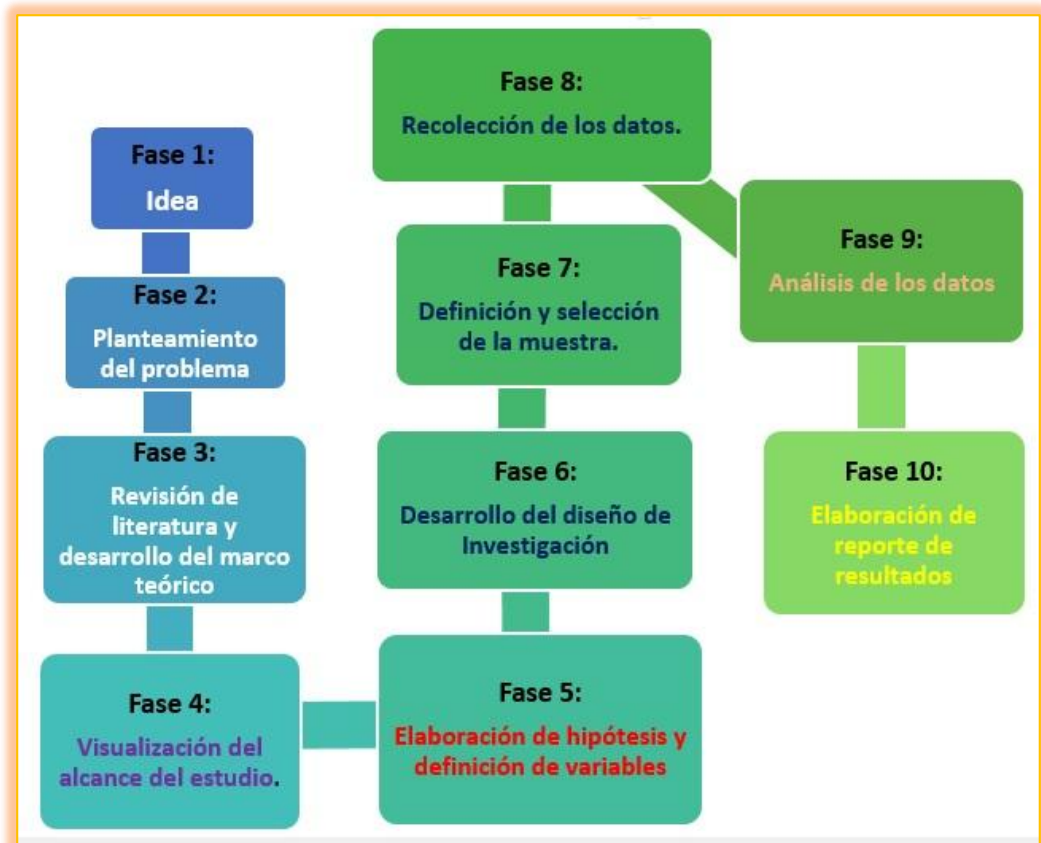 Fase 1:
Idea
Fase 2:
Planteamiento
del problema
Fase 3:
Revisión de
literatura y
desarrollo del marco
teórico
Fase 4:
Visualización del
alcance del estudio.
Fase 5:
Elaboración de hipótesis y
definición de variables
Fase 6:
Desarrollo del diseño de
Investigación
Fase 7:
Definición y selección
de la muestra.
Fase 8:
Recolección de los datos.
Fase 9:
Análisis de los datos
Fase 10:
Elaboración de
reporte de
resultados